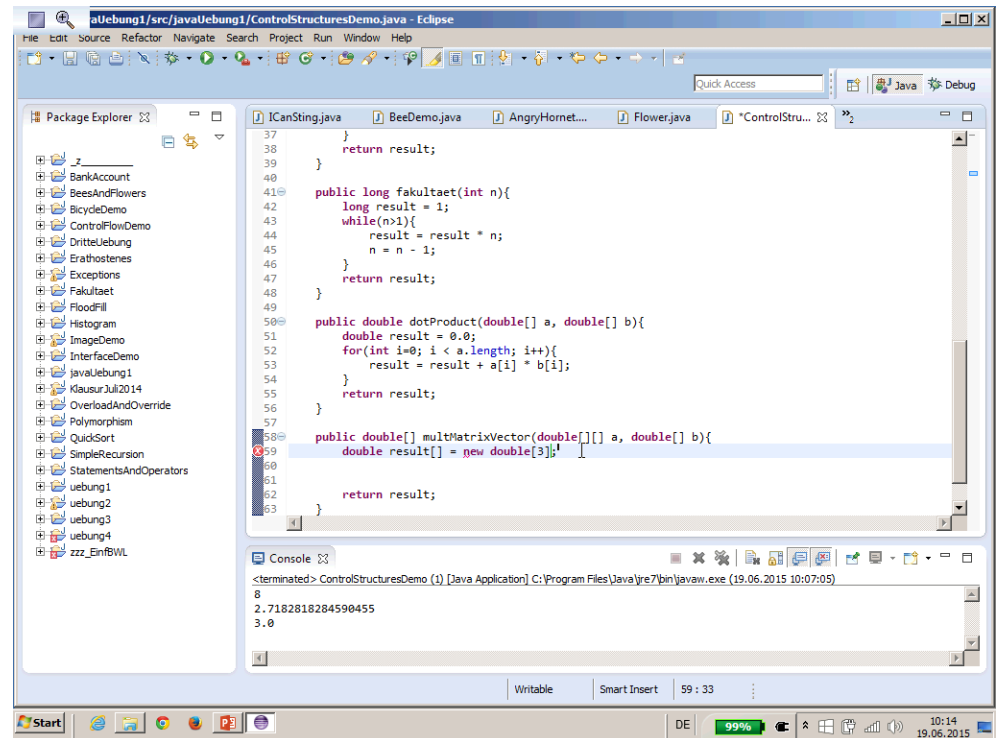 aUebung1/src/javaUebung1/ControlStructuresDemo.java - Eclipse
File Edit Source Refactor Navigate Search Project Run Window Help
Quick Access Java Debug
Package Explorer
_z_________
BankAccount
BeesAndFlowers
BicycleDemo
ControlFlowDemo
DritteUebung
Erathostenes
Exceptions
Fakultaet
FloodFill
Histogram
ImageDemo
InterfaceDemo
javaUebung1
KlausurJuli2014
OverloadAndOverride
Polymorphism
QuickSort
SimpleRecursion
StatementsAndOperators
uebung1
uebung2
uebung3
uebung4
zzz_EinfBWL
ICanSting.java BeeDemo.java AngryHornet.... Flower.java *ControlStru... »2
37 }
38 return result;
39 }
40
41 public long fakultaet(int n){
42 long result = 1;
43 while(n>1){
44 result = result * n;
45 n = n - 1;
46 }
47 return result;
48 }
49
50 public double dotProduct(double[] a, double[] b){
51 double result = 0.0;
52 for(int i=0; i < a.length; i++){
53 result = result + a[i] * b[i];
54 }
55 return result;
56 }
57
58 public double[] multMatrixVector(double[][] a, double[] b){
59 double result[] = new double[3];'
60
61
62 return result;
63 }
Console
<terminated> ControlStructuresDemo (1) [Java Application] C:\Program Files\Java\jre7\bin\javaw.exe (19.06.2015 10:07:05)
8
2.7182818284590455
3.0
Writable Smart Insert 59 : 33
Start DE 99% 10:14
19.06.2015